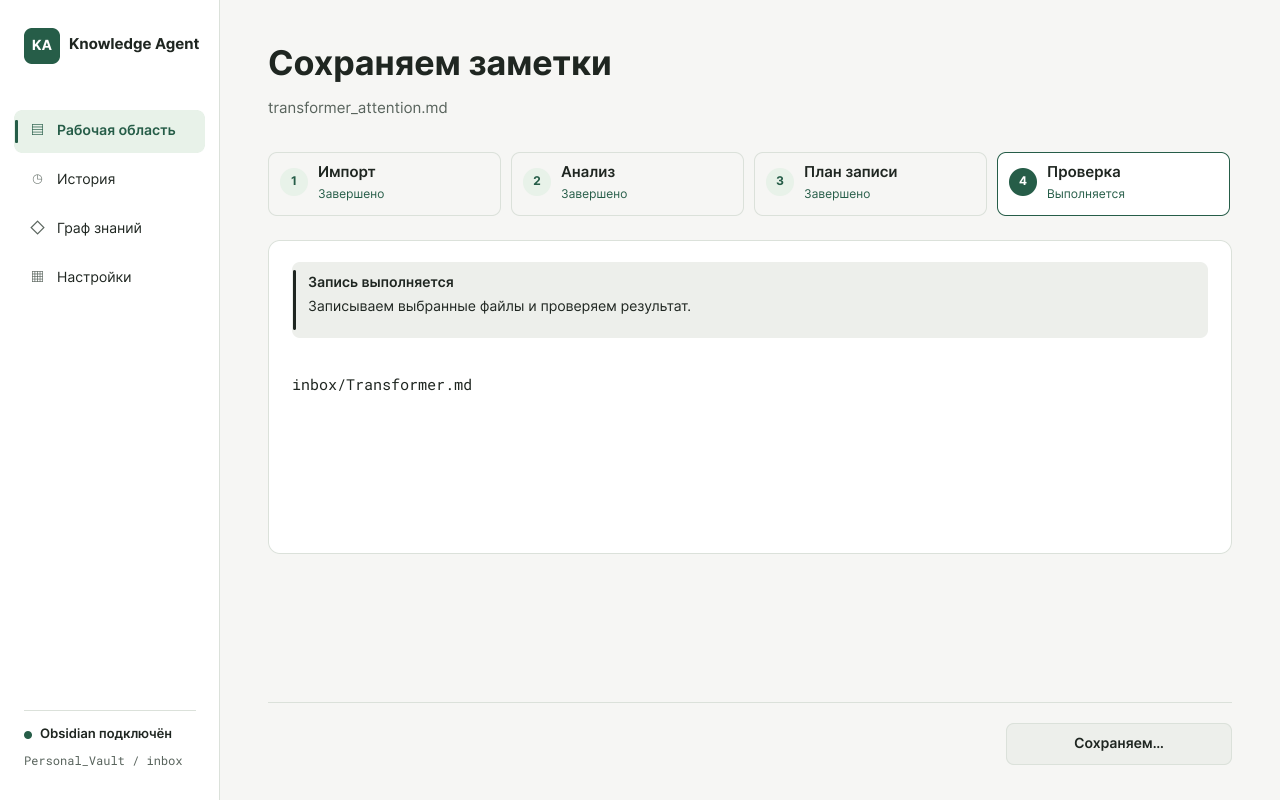 KA
Knowledge Agent
Рабочая область
История
Граф знаний
Настройки
Obsidian подключён
Personal_Vault / inbox
Сохраняем заметки
transformer_attention.md
1
Импорт
Завершено
2
Анализ
Завершено
3
План записи
Завершено
4
Проверка
Выполняется
Запись выполняется
Записываем выбранные файлы и проверяем результат.
inbox/Transformer.md
Сохраняем…